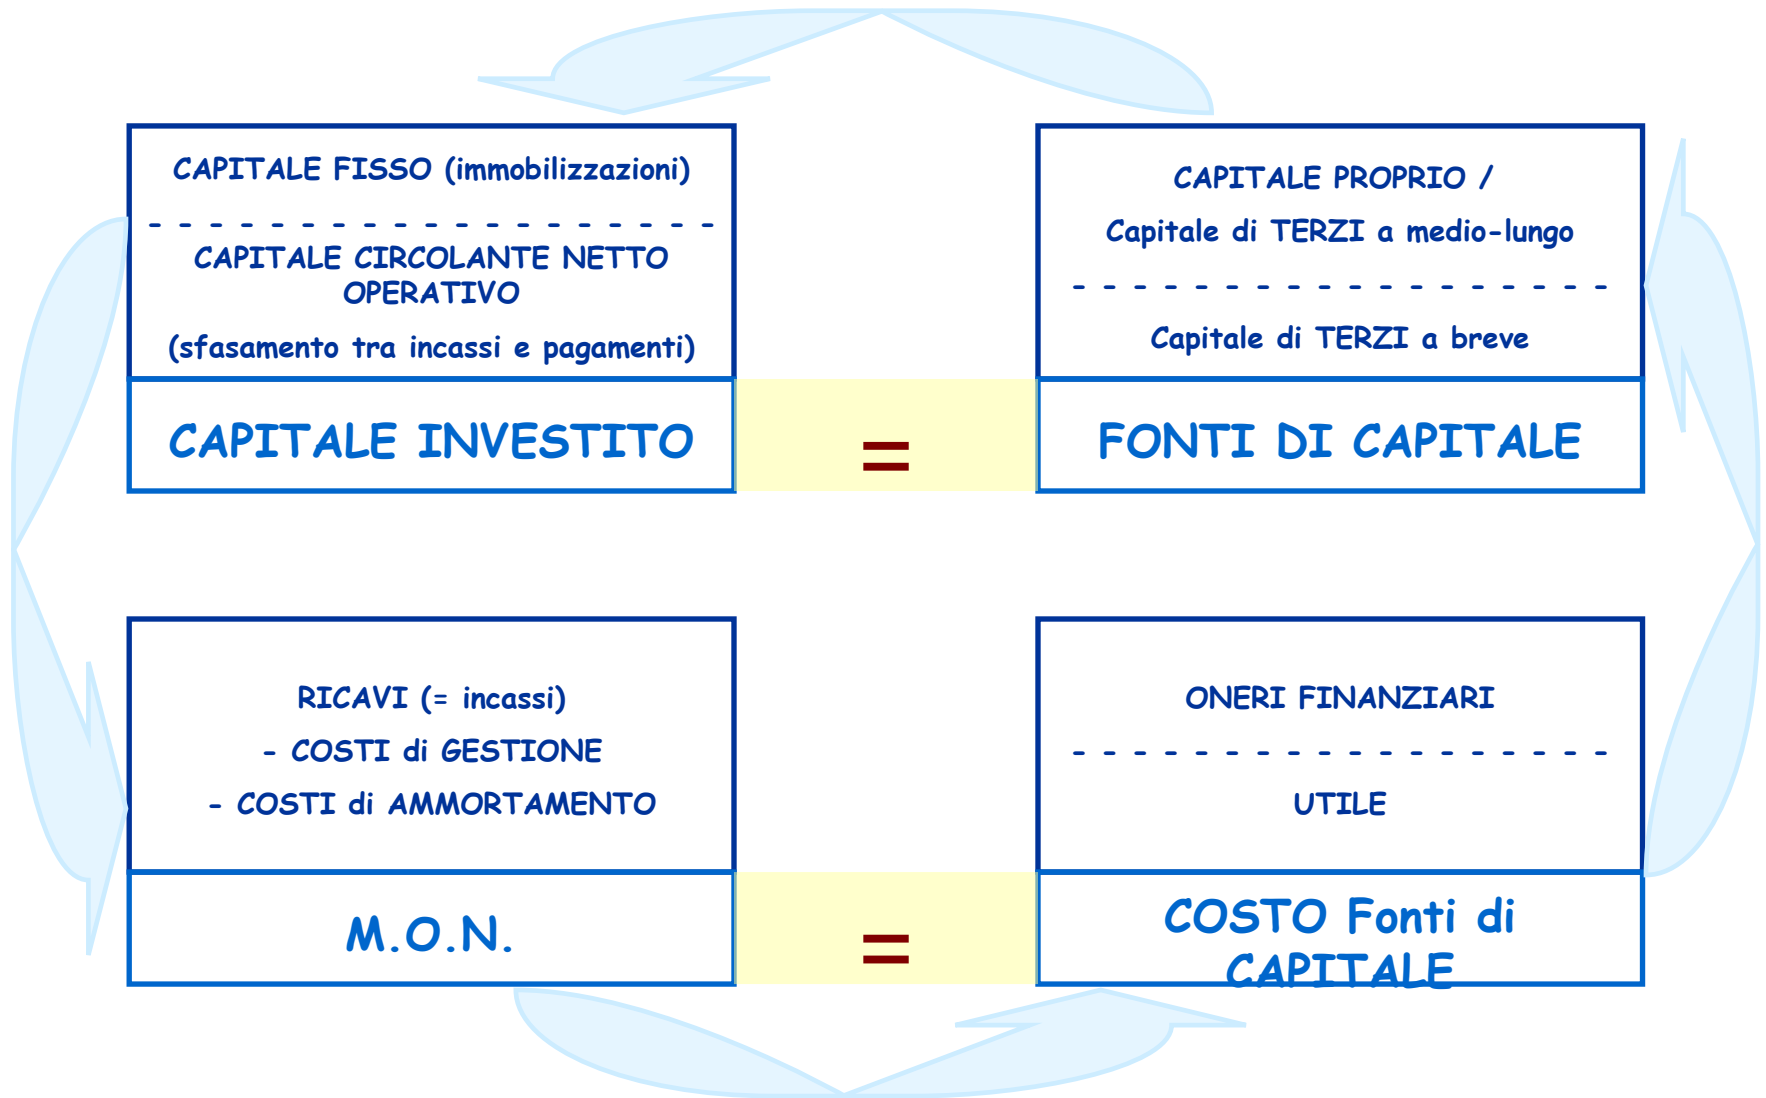 CAPITALE FISSO (immobilizzazioni)
- - - - - - - - - - - - - - - - - - -
CAPITALE CIRCOLANTE NETTO
OPERATIVO
(sfasamento tra incassi e pagamenti)
CAPITALE INVESTITO
=
CAPITALE PROPRIO /
Capitale di TERZI a medio-lungo
- - - - - - - - - - - - - - - - - -
Capitale di TERZI a breve
FONTI DI CAPITALE
RICAVI (= incassi)
- COSTI di GESTIONE
- COSTI di AMMORTAMENTO
M.O.N.
=
ONERI FINANZIARI
- - - - - - - - - - - - - - - - - -
UTILE
COSTO Fonti di
CAPITALE